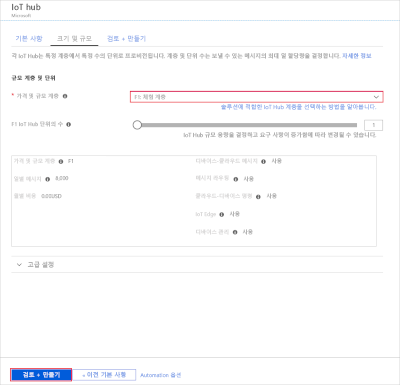 IoT hub
Microsoft
기본 사항 크기 및 규모 검토 + 만들기
각 IoT Hub는 특정 계층에서 특정 수의 단위로 프로비전됩니다. 계층 및 단위 수는 보낼 수 있는 메시지의 최대 일 할당량을 결정합니다. 자세한 정보
규모 계층 및 단위
* 가격 및 규모 계층
F1: 체험 계층
솔루션에 적합한 IoT Hub 계층을 선택하는 방법을 알아봅니다.
F1 IoT Hub 단위의 수
1
IoT Hub 규모 용량을 결정하고 요구 사항이 증가함에 따라 변경될 수 있습니다.
가격 및 규모 계층 F1
디바이스-클라우드 메시지 사용
일별 메시지 8,000
메시지 라우팅 사용
월별 비용 0.00USD
클라우드-디바이스 명령 사용
IoT Edge 사용
디바이스 관리 사용
고급 설정
검토 + 만들기
« 이전: 기본 사항
Automation 옵션